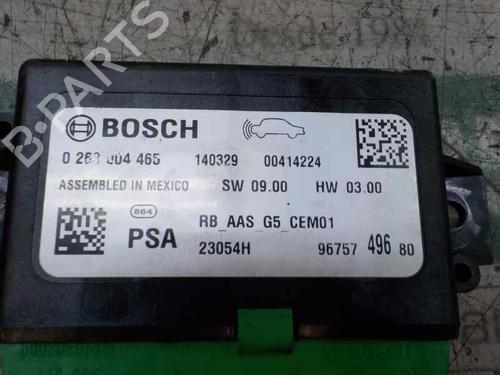 B-PARTS
BOSCH
0 263 004 465 140329 00414224
ASSEMBLED IN MEXICO SW 09.00 HW 03.00
864 RB_AAS_G5_CEM01
PSA 23054H 96757 496 80